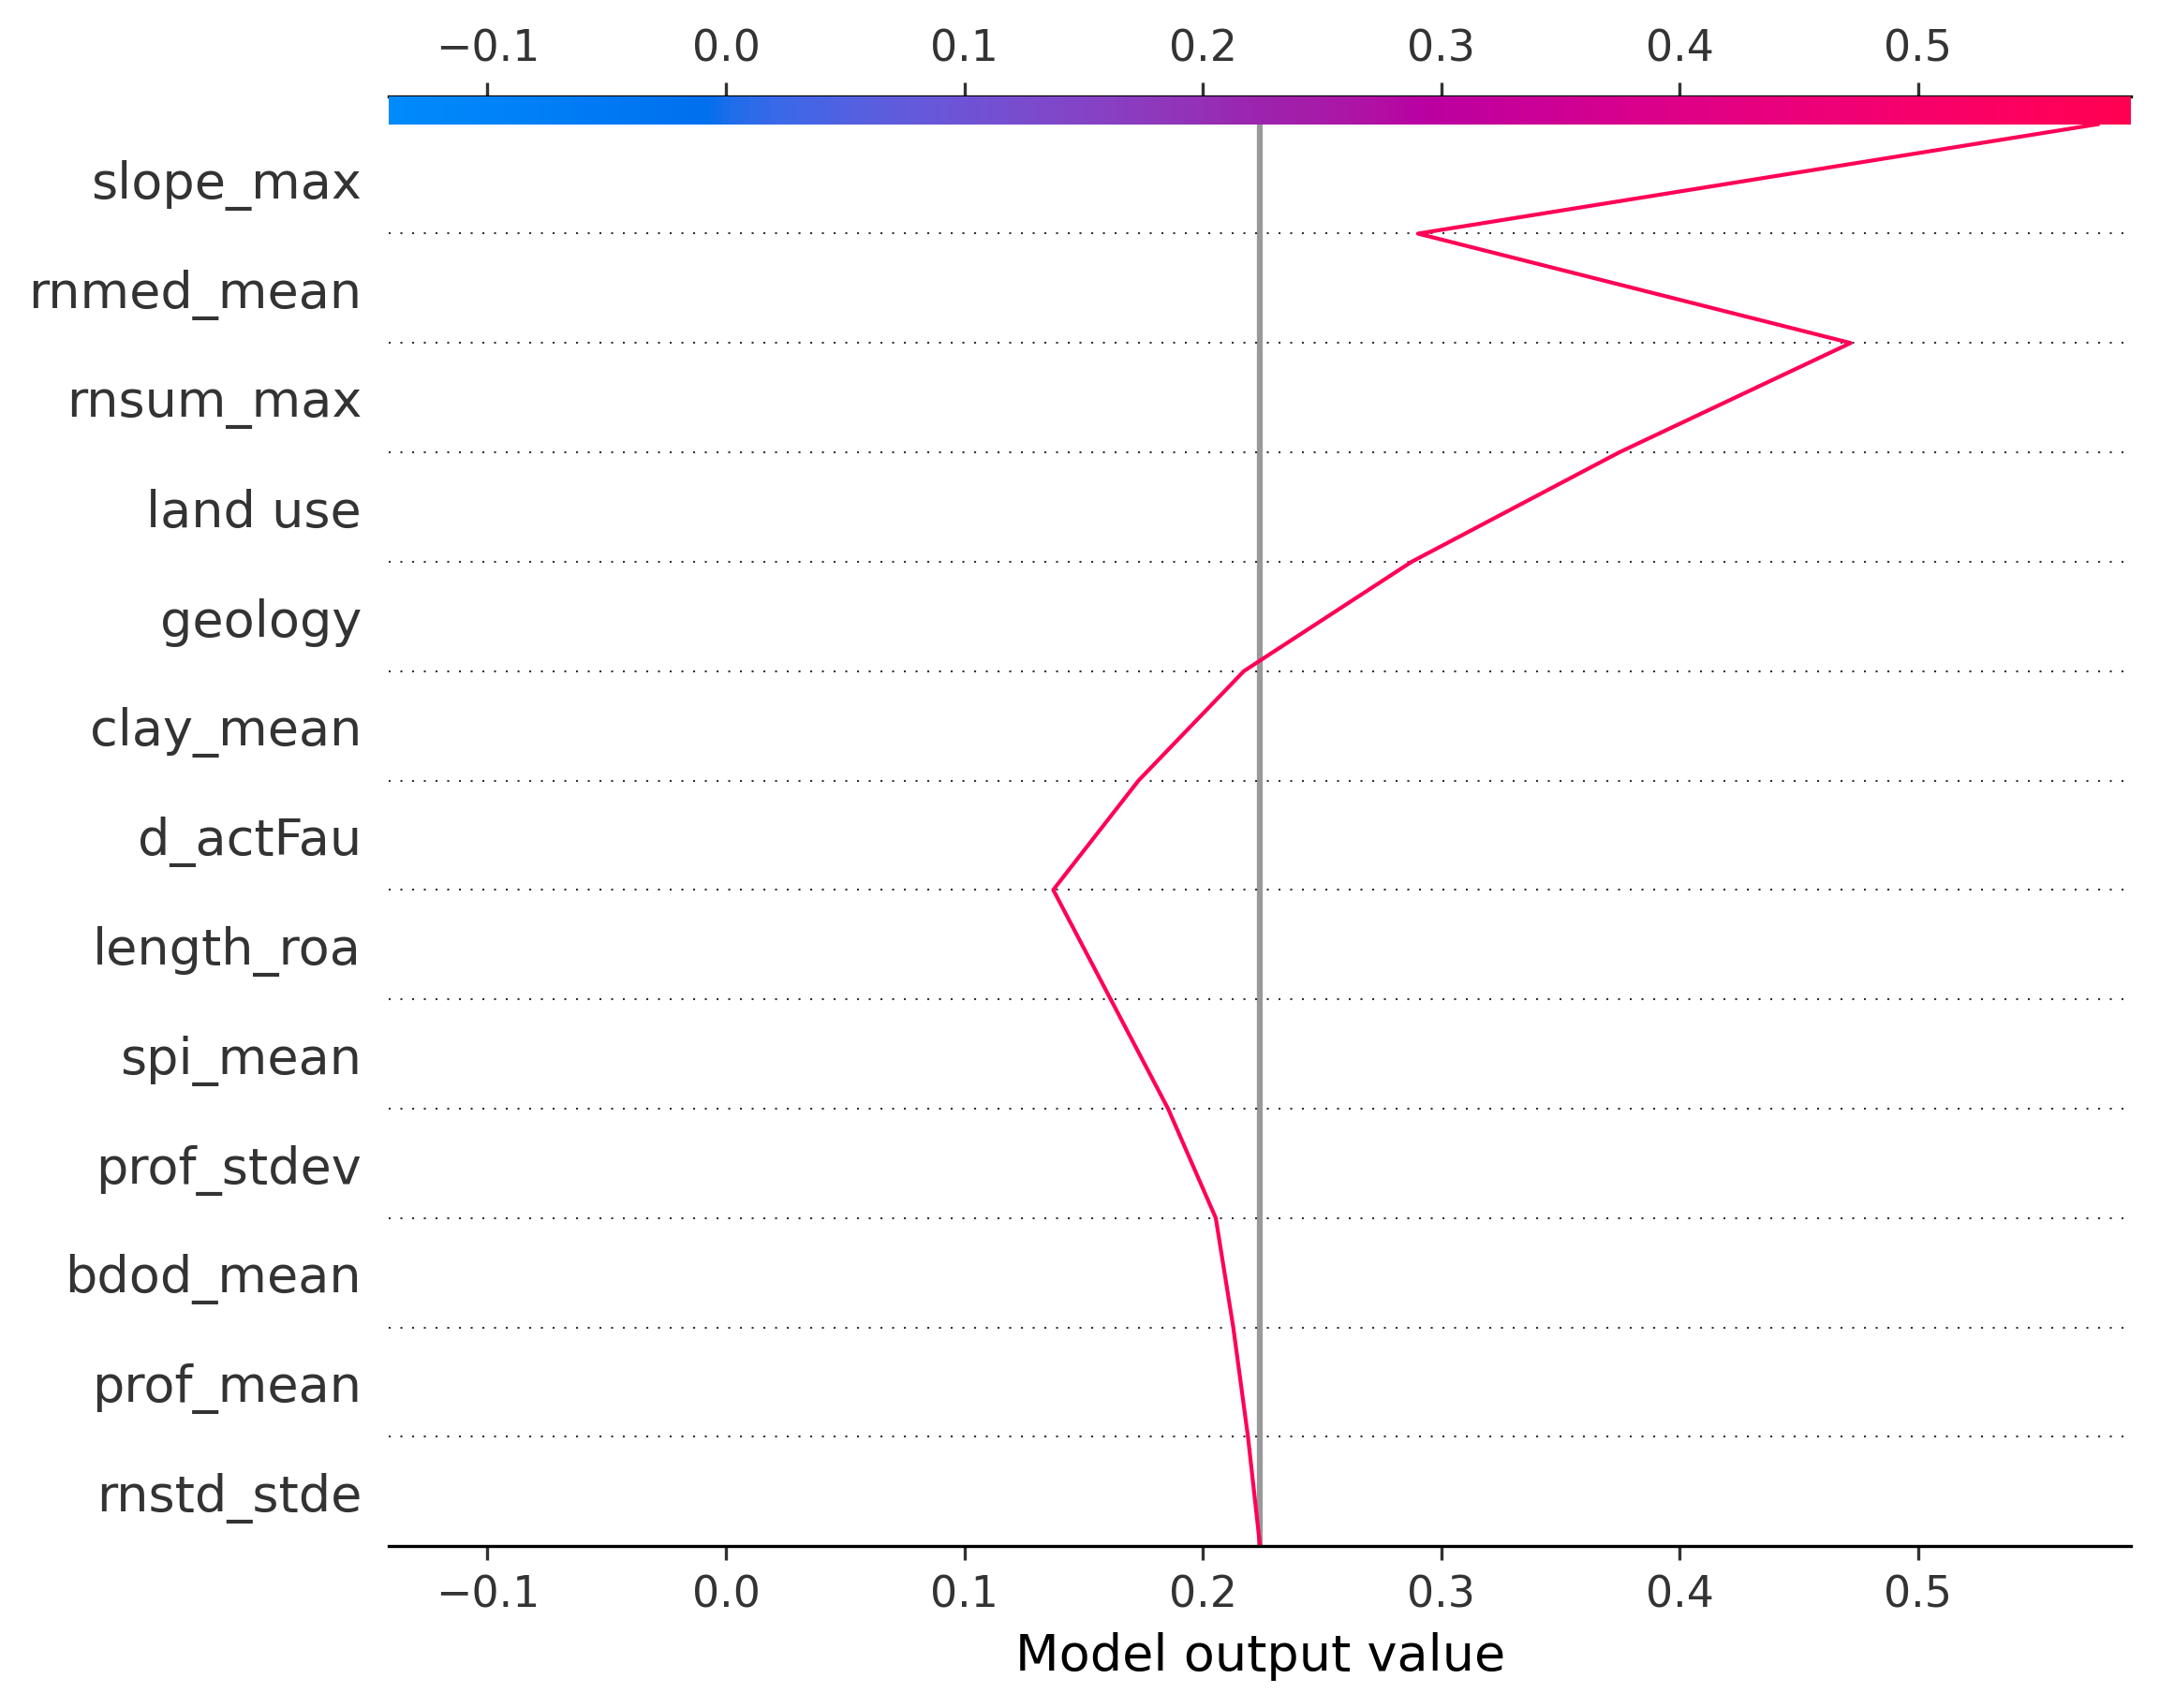 −0.1 0.0 0.1 0.2 0.3 0.4 0.5
slope_max
rnmed_mean
rnsum_max
land use
geology
clay_mean
d_actFau
length_roa
spi_mean
prof_stdev
bdod_mean
prof_mean
rnstd_stde
−0.1 0.0 0.1 0.2 0.3 0.4 0.5
Model output value